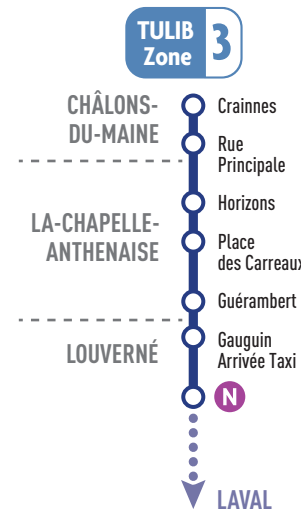 TULIB
Zone
3
CHÂLONS-
DU-MAINE
Crainnes
Rue
Principale
LA-CHAPELLE-
ANTHENAISE
Horizons
Place
des Carreaux
Guérambert
LOUVERNÉ
Gauguin
Arrivée Taxi
N
LAVAL